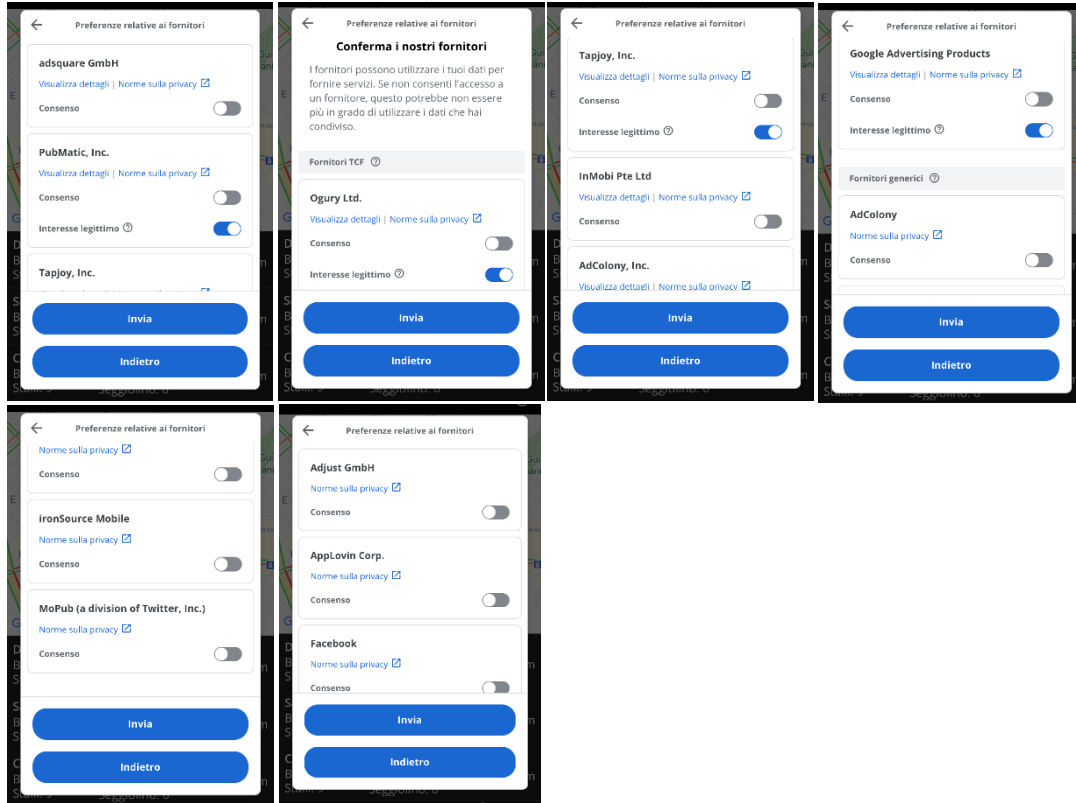 Preferenze relative ai fornitori
adsquare GmbH
Visualizza dettagli | Norme sulla privacy
Consenso
PubMatic, Inc.
Visualizza dettagli | Norme sulla privacy
Consenso
Interesse legittimo
Tapjoy, Inc.
Invia
Indietro
Preferenze relative ai fornitori
Conferma i nostri fornitori
I fornitori possono utilizzare i tuoi dati per
fornire servizi. Se non consenti l'accesso a
un fornitore, questo potrebbe non essere
più in grado di utilizzare i dati che hai
condiviso.
Fornitori TCF
Ogury Ltd.
Visualizza dettagli | Norme sulla privacy
Consenso
Interesse legittimo
Invia
Indietro
Preferenze relative ai fornitori
Tapjoy, Inc.
Visualizza dettagli | Norme sulla privacy
Consenso
Interesse legittimo
InMobi Pte Ltd
Visualizza dettagli | Norme sulla privacy
Consenso
AdColony, Inc.
Visualizza dettagli | Norme sulla privacy
Invia
Indietro
Preferenze relative ai fornitori
Google Advertising Products
Visualizza dettagli | Norme sulla privacy
Consenso
Interesse legittimo
Fornitori generici
AdColony
Norme sulla privacy
Consenso
Invia
Indietro
Preferenze relative ai fornitori
Norme sulla privacy
Consenso
ironSource Mobile
Norme sulla privacy
Consenso
MoPub (a division of Twitter, Inc.)
Norme sulla privacy
Consenso
Invia
Indietro
Preferenze relative ai fornitori
Adjust GmbH
Norme sulla privacy
Consenso
AppLovin Corp.
Norme sulla privacy
Consenso
Facebook
Norme sulla privacy
Consenso
Invia
Indietro